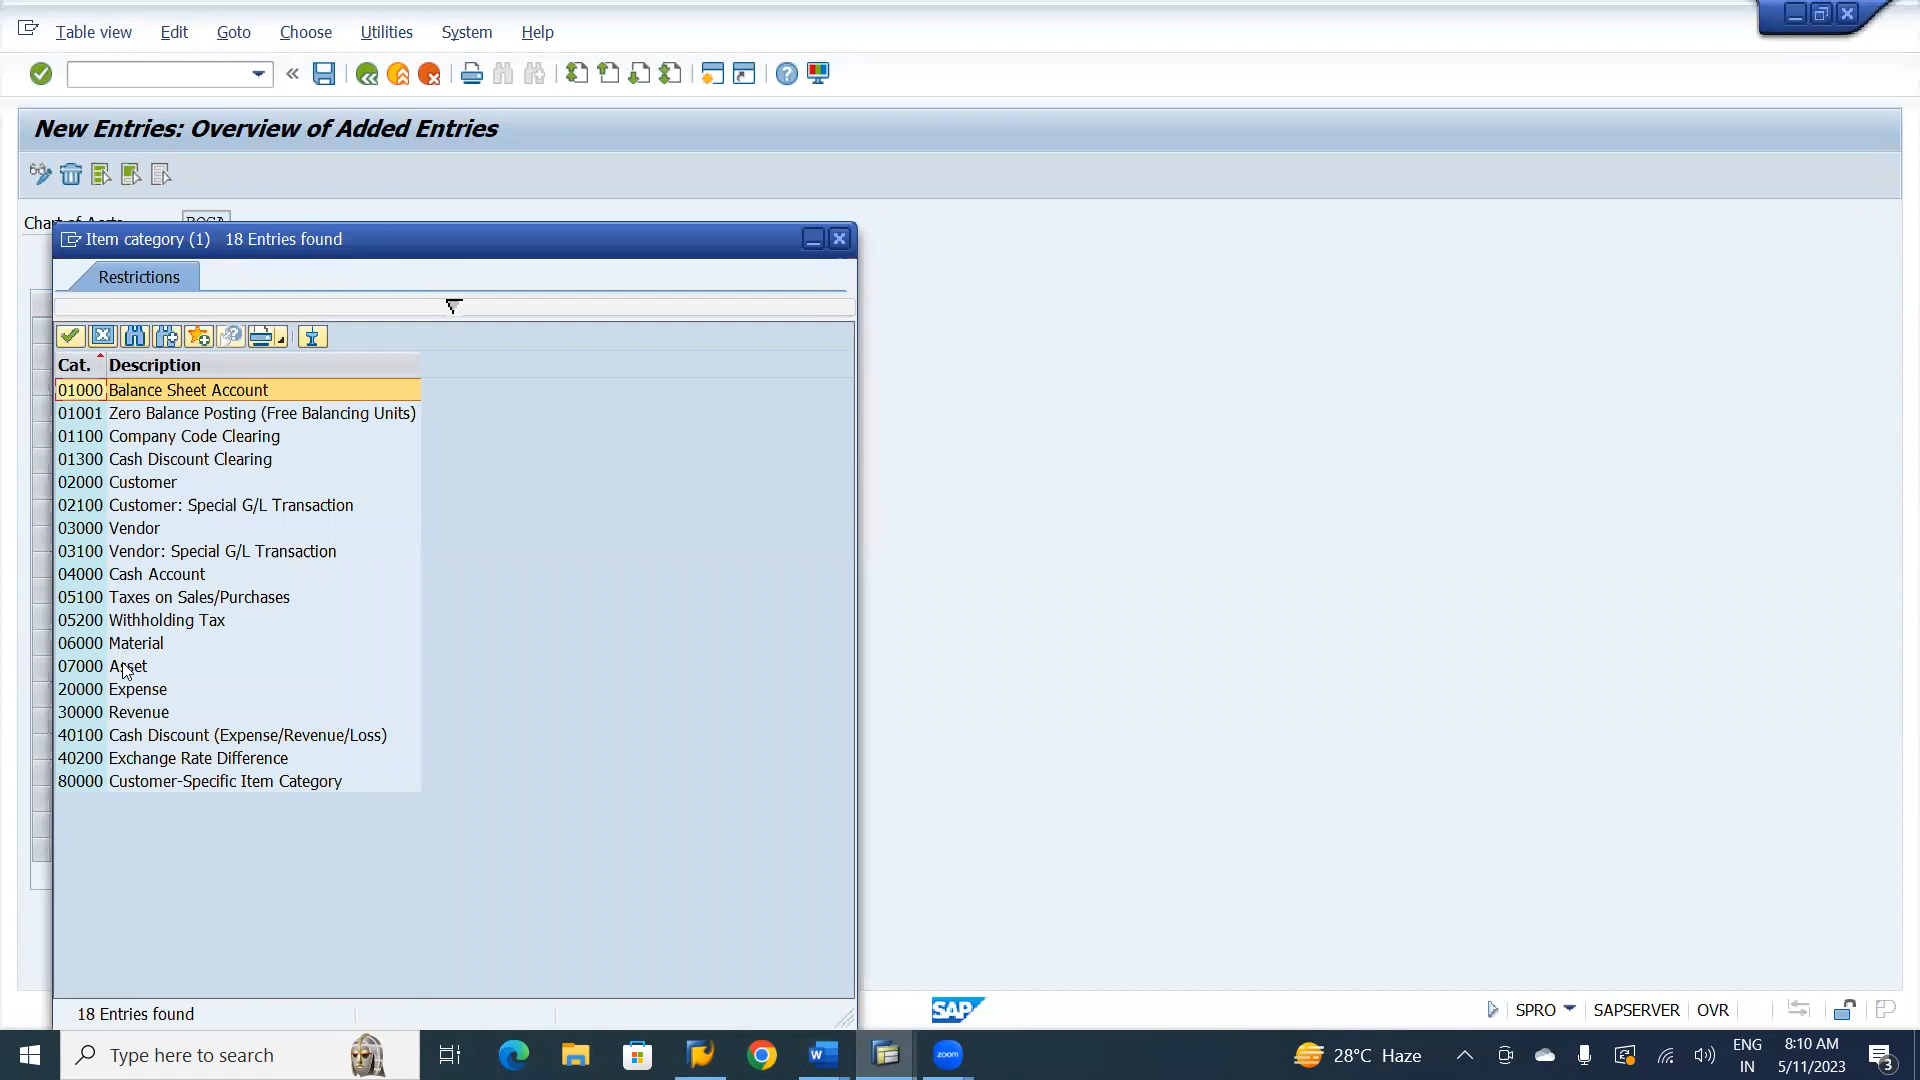 Table view Edit Goto Choose Utilities System Help
New Entries: Overview of Added Entries
Item category (1) 18 Entries found
Restrictions
Cat. Description
01000 Balance Sheet Account
01001 Zero Balance Posting (Free Balancing Units)
01100 Company Code Clearing
01300 Cash Discount Clearing
02000 Customer
02100 Customer: Special G/L Transaction
03000 Vendor
03100 Vendor: Special G/L Transaction
04000 Cash Account
05100 Taxes on Sales/Purchases
05200 Withholding Tax
06000 Material
07000 Asset
20000 Expense
30000 Revenue
40100 Cash Discount (Expense/Revenue/Loss)
40200 Exchange Rate Difference
80000 Customer-Specific Item Category
18 Entries found
SAP
SPRO SAPSERVER OVR
Type here to search
zoom
28°C Haze
ENG
IN
8:10 AM
5/11/2023
3